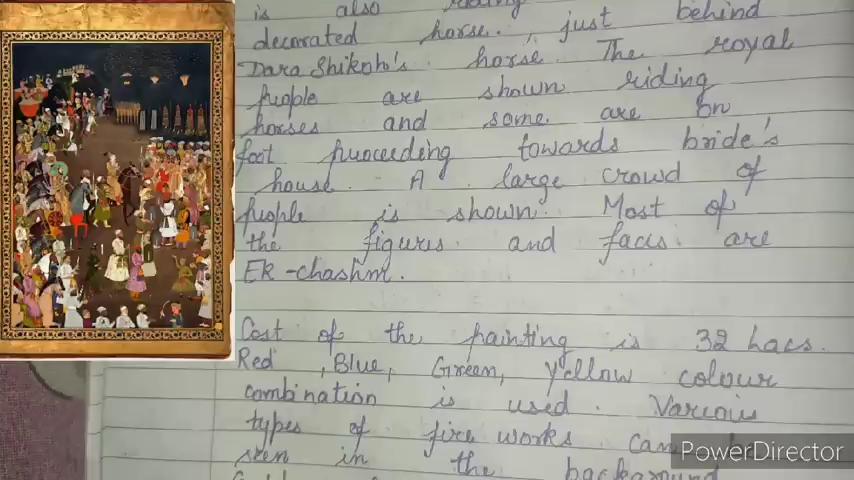 is also riding
decorated horse, just behind
Dara Shikoh's horse. The royal
people are shown riding
horses and some are on
foot proceeding towards bride's
house. A large crowd of
people is shown. Most of
the figures and faces are
Ek-chashm.
Cost of the painting is 32 lacs.
Red, Blue, Green, Yellow colour
combination is used. Various
types of fire works can
seen in the background
PowerDirector